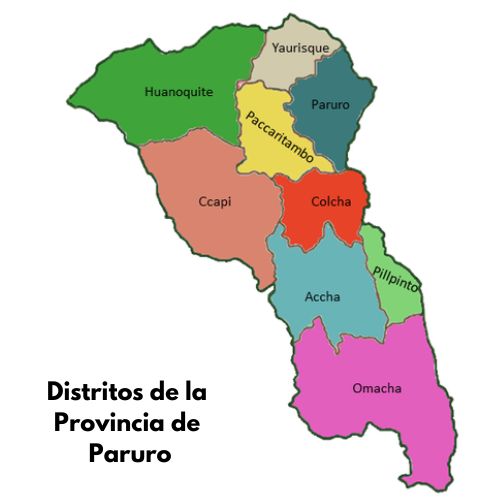 Yaurisque
Huanoquite
Paruro
Paccaritambo
Ccapi
Colcha
Pillpinto
Accha
Omacha
Distritos de la
Provincia de
Paruro